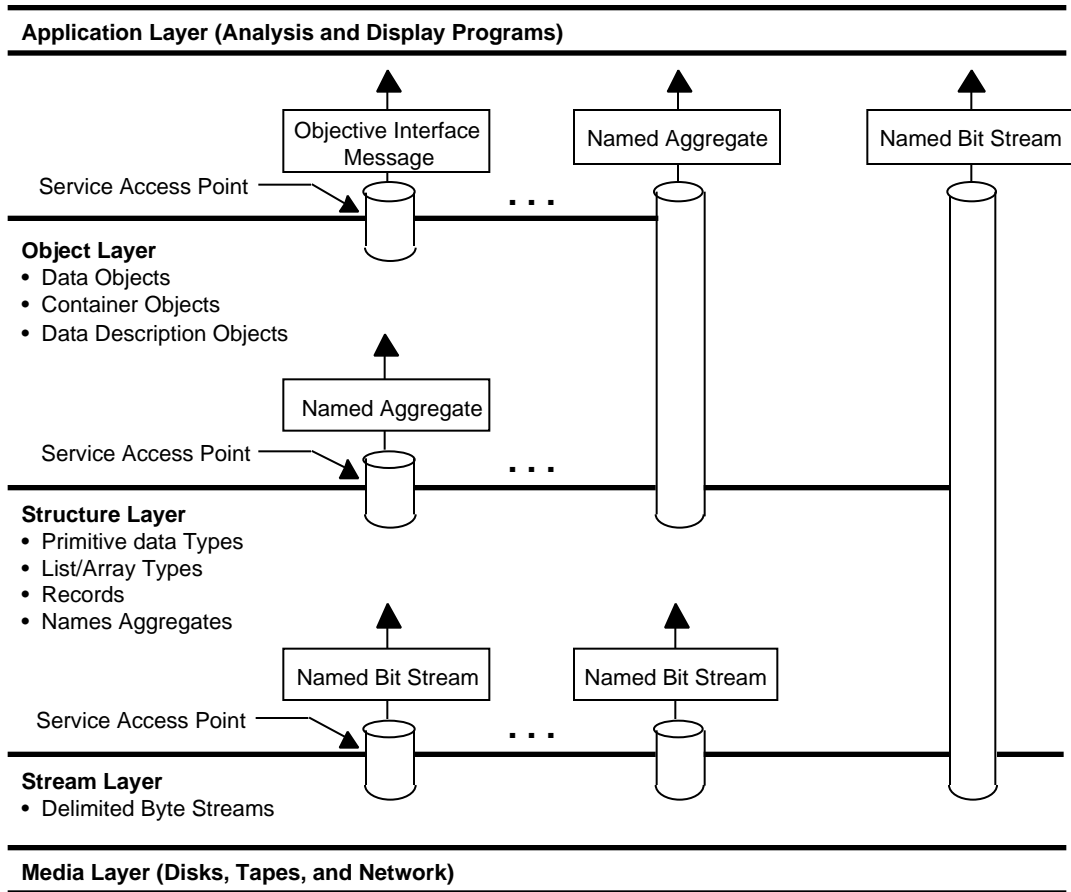 Application Layer (Analysis and Display Programs)
Objective Interface
Message
Named Aggregate
Named Bit Stream
Service Access Point
. . .
Object Layer
• Data Objects
• Container Objects
• Data Description Objects
Named Aggregate
Service Access Point
. . .
Structure Layer
• Primitive data Types
• List/Array Types
• Records
• Names Aggregates
Named Bit Stream
Named Bit Stream
Service Access Point
. . .
Stream Layer
• Delimited Byte Streams
Media Layer (Disks, Tapes, and Network)